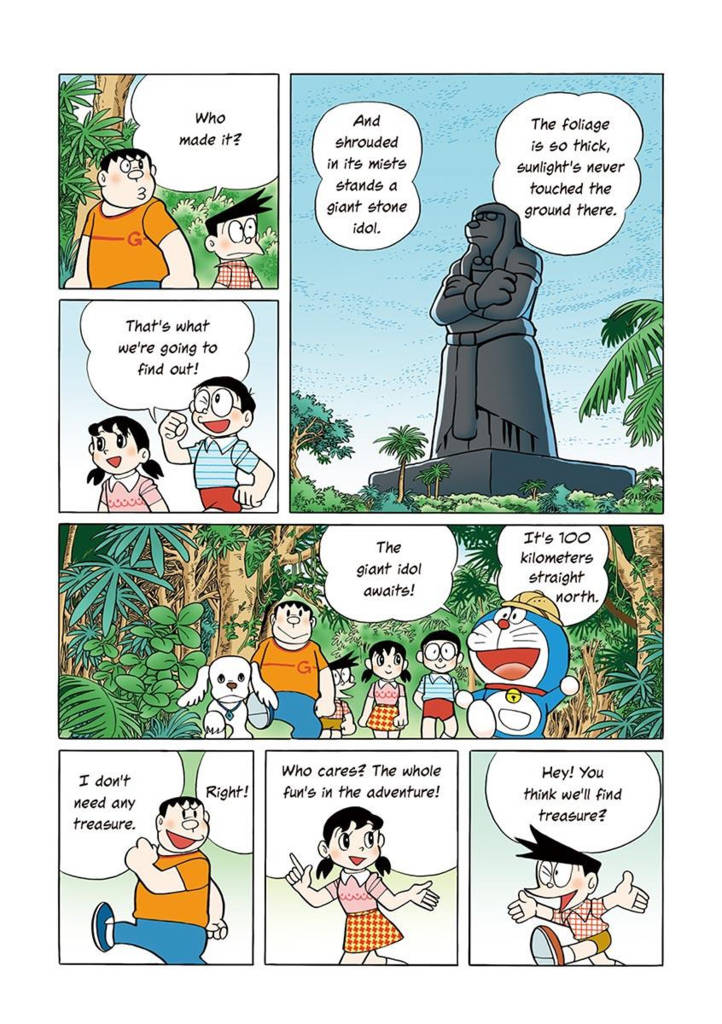 The foliage
is so thick,
sunlight's never
touched the
ground there.
And
shrouded
in its mists
stands a
giant stone
idol.
Who
made it?
G
That's what
we're going to
find out!
It's 100
kilometers
straight
north.
The
giant idol
awaits!
G
Hey! You
think we'll find
treasure?
Who cares? The whole
fun's in the adventure!
Right!
I don't
need any
treasure.